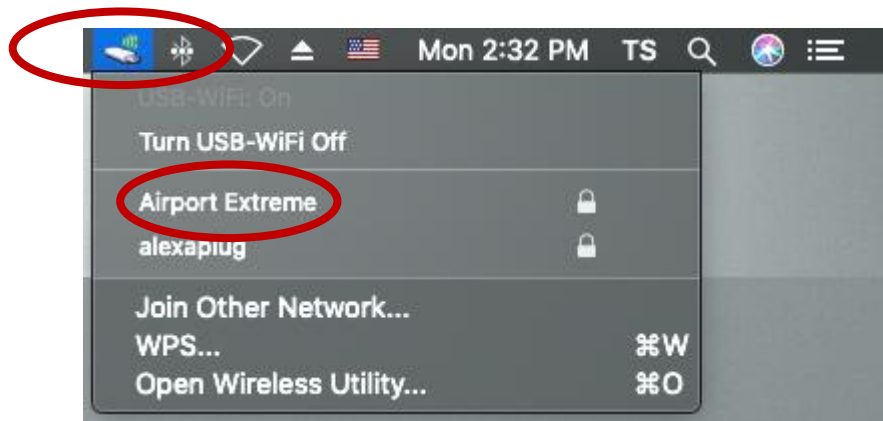 Mon 2:32 PM TS
USB-WiFi: On
Turn USB-WiFi Off
Airport Extreme
alexaplug
Join Other Network...
WPS... ⌘W
Open Wireless Utility... ⌘O